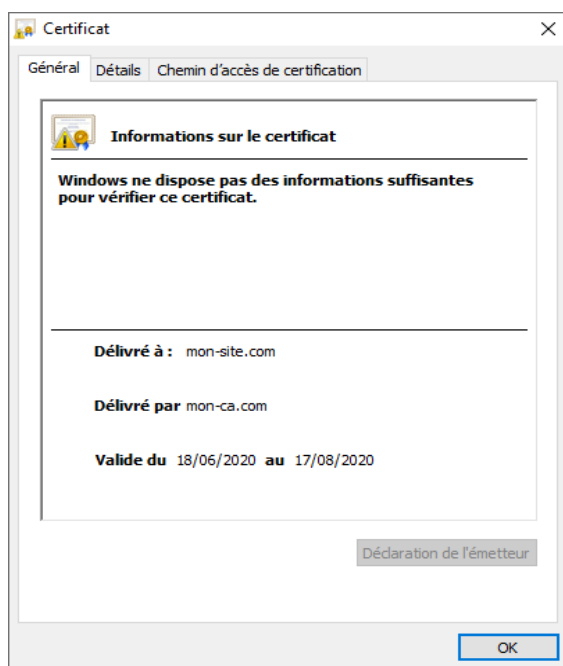 Certificat
Général Détails Chemin d'accès de certification
Informations sur le certificat
Windows ne dispose pas des informations suffisantes
pour vérifier ce certificat.
Délivré à : mon-site.com
Délivré par mon-ca.com
Valide du 18/06/2020 au 17/08/2020
Déclaration de l'émetteur
OK